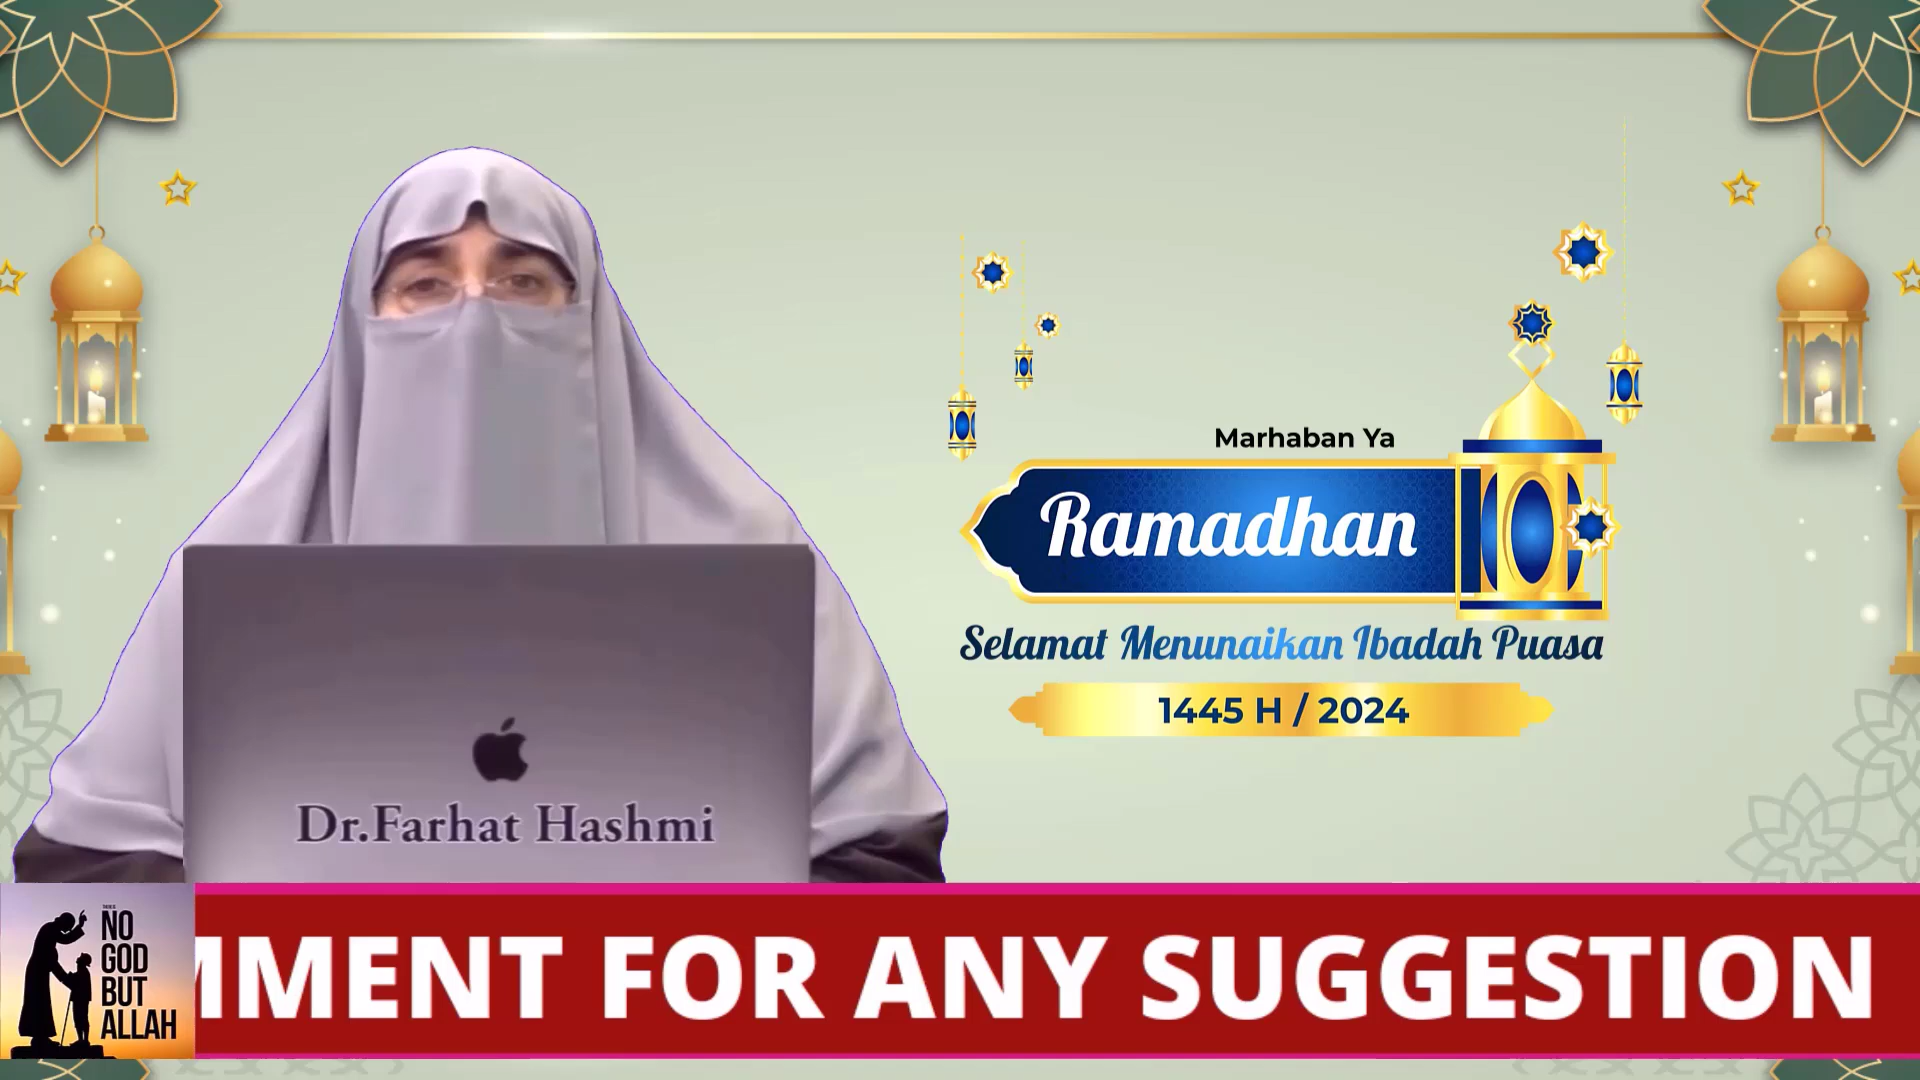 Marhaban Ya
Ramadhan
Selamat Menunaikan Ibadah Puasa
1445 H / 2024
Dr.Farhat Hashmi
NO
GOD
BUT
ALLAH
MMENT FOR ANY SUGGESTION